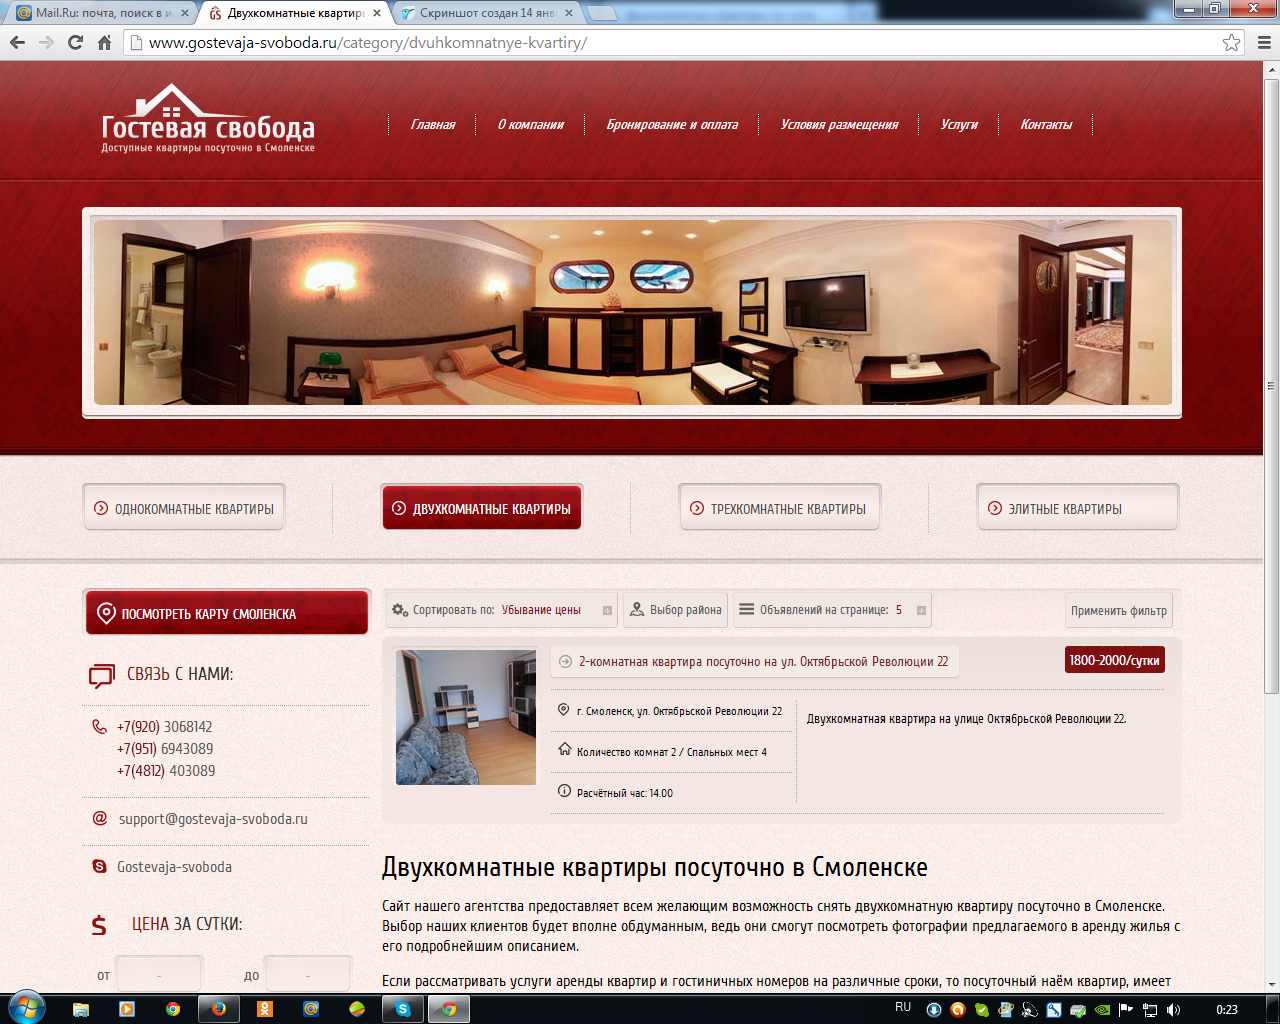 Mail.Ru: почта, поиск в и
Двухкомнатные квартиры
Скриншот создан 14 янва
www.gostevaja-svoboda.ru/category/dvuhkomnatnye-kvartiry/
Гостевая свобода
Доступные квартиры посуточно в Смоленске
Главная
О компании
Бронирование и оплата
Условия размещения
Услуги
Контакты
ОДНОКОМНАТНЫЕ КВАРТИРЫ
ДВУХКОМНАТНЫЕ КВАРТИРЫ
ТРЕХКОМНАТНЫЕ КВАРТИРЫ
ЭЛИТНЫЕ КВАРТИРЫ
ПОСМОТРЕТЬ КАРТУ СМОЛЕНСКА
СВЯЗЬ С НАМИ:
+7(920) 3068142
+7(951) 6943089
+7(4812) 403089
support@gostevaja-svoboda.ru
Gostevaja-svoboda
ЦЕНА ЗА СУТКИ:
от - до -
Сортировать по: Убывание цены
Выбор района
Объявлений на странице: 5
Применить фильтр
2-комнатная квартира посуточно на ул. Октябрьской Революции 22
1800-2000/сутки
г. Смоленск, ул. Октябрьской Революции 22
Количество комнат 2 / Спальных мест 4
Расчётный час: 14.00
Двухкомнатная квартира на улице Октябрьской Революции 22.
Двухкомнатные квартиры посуточно в Смоленске
Сайт нашего агентства предоставляет всем желающим возможность снять двухкомнатную квартиру посуточно в Смоленске.
Выбор наших клиентов будет вполне обдуманным, ведь они смогут посмотреть фотографии предлагаемого в аренду жилья с
его подробнейшим описанием.
Если рассматривать услуги аренды квартир и гостиничных номеров на различные сроки, то посуточный наём квартир, имеет
RU
0:23